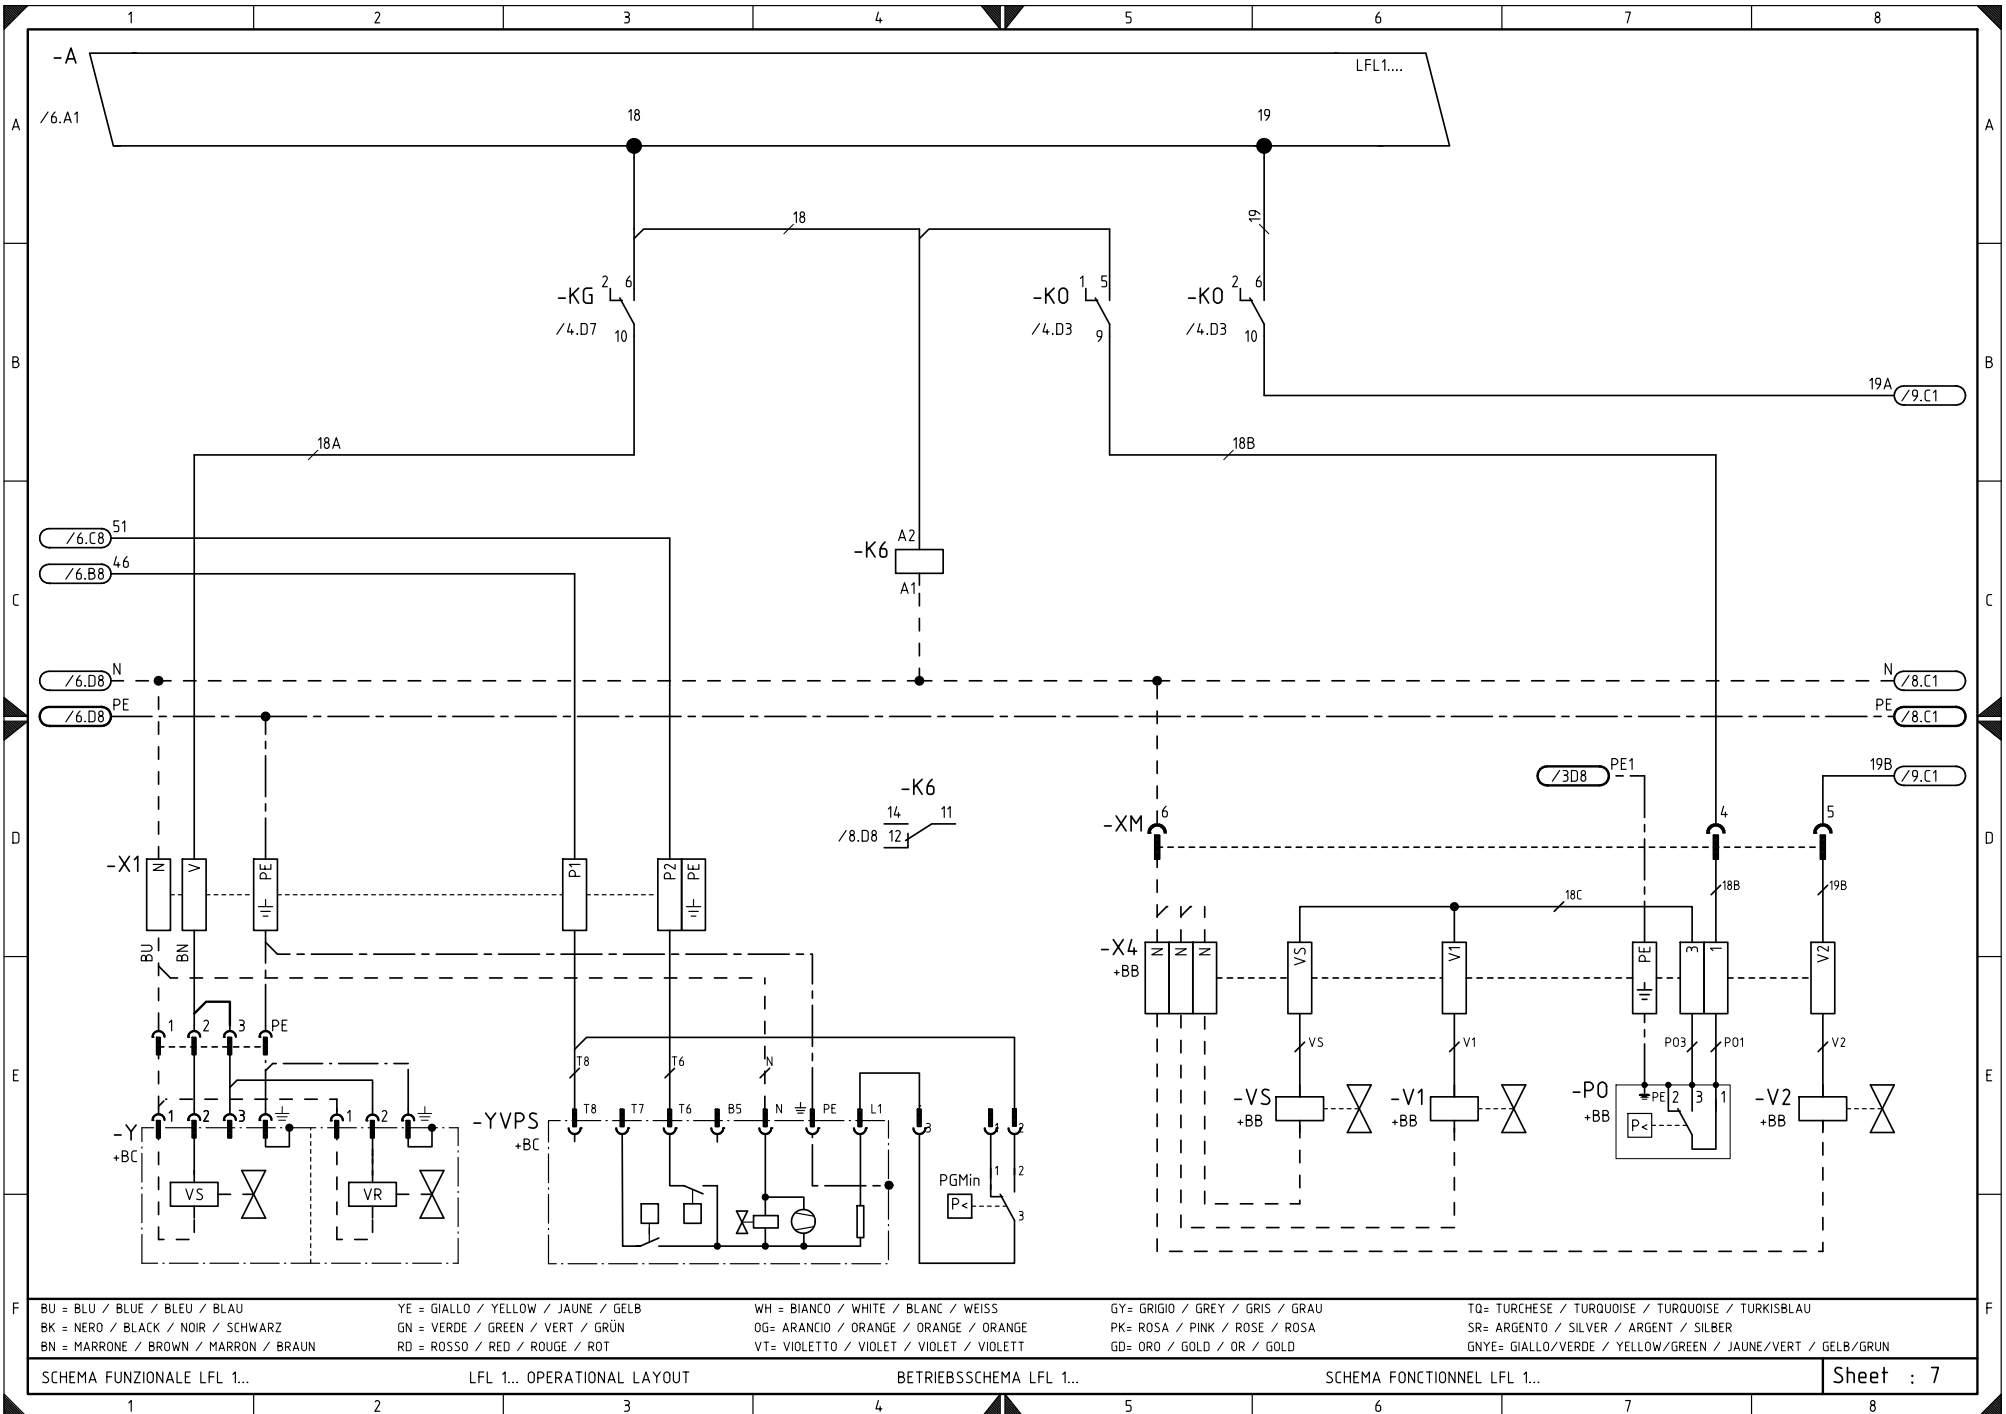 1 2 3 4 5 6 7 8
-A
LFL1....
/6.A1
18
19
A
A
18
19
-KG
2 6
/4.D7
10
-KO
1 5
/4.D3
9
-KO
2 6
/4.D3
10
B
B
19A
/9.C1
18A
18B
/6.C8
51
/6.B8
46
A2
-K6
A1
C
C
/6.D8
N
N
/8.C1
/6.D8
PE
PE
/8.C1
/3D8
PE1
19B
/9.C1
-K6
14
11
/8.D8
12
-XM
6
4
5
D
D
-X1
N
V
PE
P1
P2
PE
18B
19B
18C
BU
BN
-X4
+BB
N
N
N
VS
V1
PE
3
1
V2
1
2
3
PE
T8
T6
N
VS
V1
PO3
PO1
V2
E
E
-Y
+BC
1
2
3
1
2
-YVPS
+BC
T8
T7
T6
B5
N
PE
L1
3
1
2
-VS
+BB
-V1
+BB
-PO
+BB
PE
2
3
1
P<
-V2
+BB
VS
VR
PGMin
P<
1
2
3
F
F
BU = BLU / BLUE / BLEU / BLAU
YE = GIALLO / YELLOW / JAUNE / GELB
WH = BIANCO / WHITE / BLANC / WEISS
GY= GRIGIO / GREY / GRIS / GRAU
TQ= TURCHESE / TURQUOISE / TURQUOISE / TURKISBLAU
BK = NERO / BLACK / NOIR / SCHWARZ
GN = VERDE / GREEN / VERT / GRÜN
OG= ARANCIO / ORANGE / ORANGE / ORANGE
PK= ROSA / PINK / ROSE / ROSA
SR= ARGENTO / SILVER / ARGENT / SILBER
BN = MARRONE / BROWN / MARRON / BRAUN
RD = ROSSO / RED / ROUGE / ROT
VT= VIOLETTO / VIOLET / VIOLET / VIOLETT
GD= ORO / GOLD / OR / GOLD
GNYE= GIALLO/VERDE / YELLOW/GREEN / JAUNE/VERT / GELB/GRUN
SCHEMA FUNZIONALE LFL 1...
LFL 1... OPERATIONAL LAYOUT
BETRIEBSSCHEMA LFL 1...
SCHEMA FONCTIONNEL LFL 1...
Sheet : 7
1 2 3 4 5 6 7 8